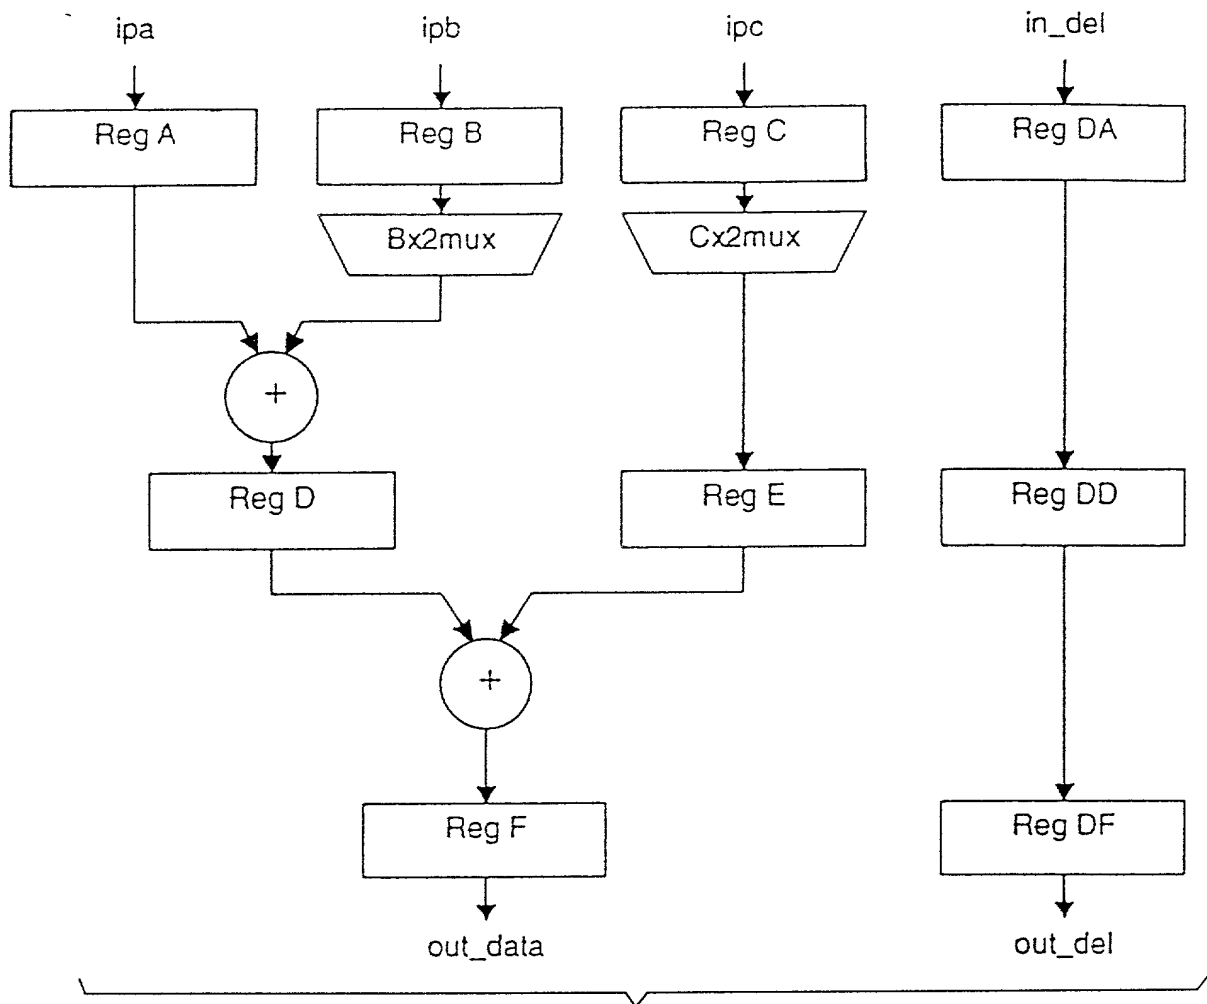 ipa ipb ipc in_del
Reg A Reg B Reg C Reg DA
Bx2mux Cx2mux
+
Reg D Reg E Reg DD
+
Reg F Reg DF
out_data out_del